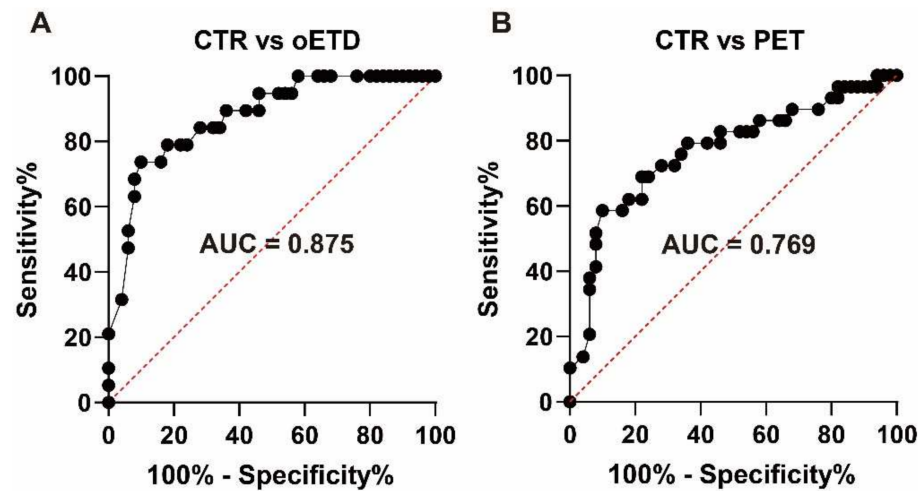 A
CTR vs oETD
100
80
60
40
20
0
Sensitivity%
AUC = 0.875
0 20 40 60 80 100
100% - Specificity%
B
CTR vs PET
100
80
60
40
20
0
Sensitivity%
AUC = 0.769
0 20 40 60 80 100
100% - Specificity%